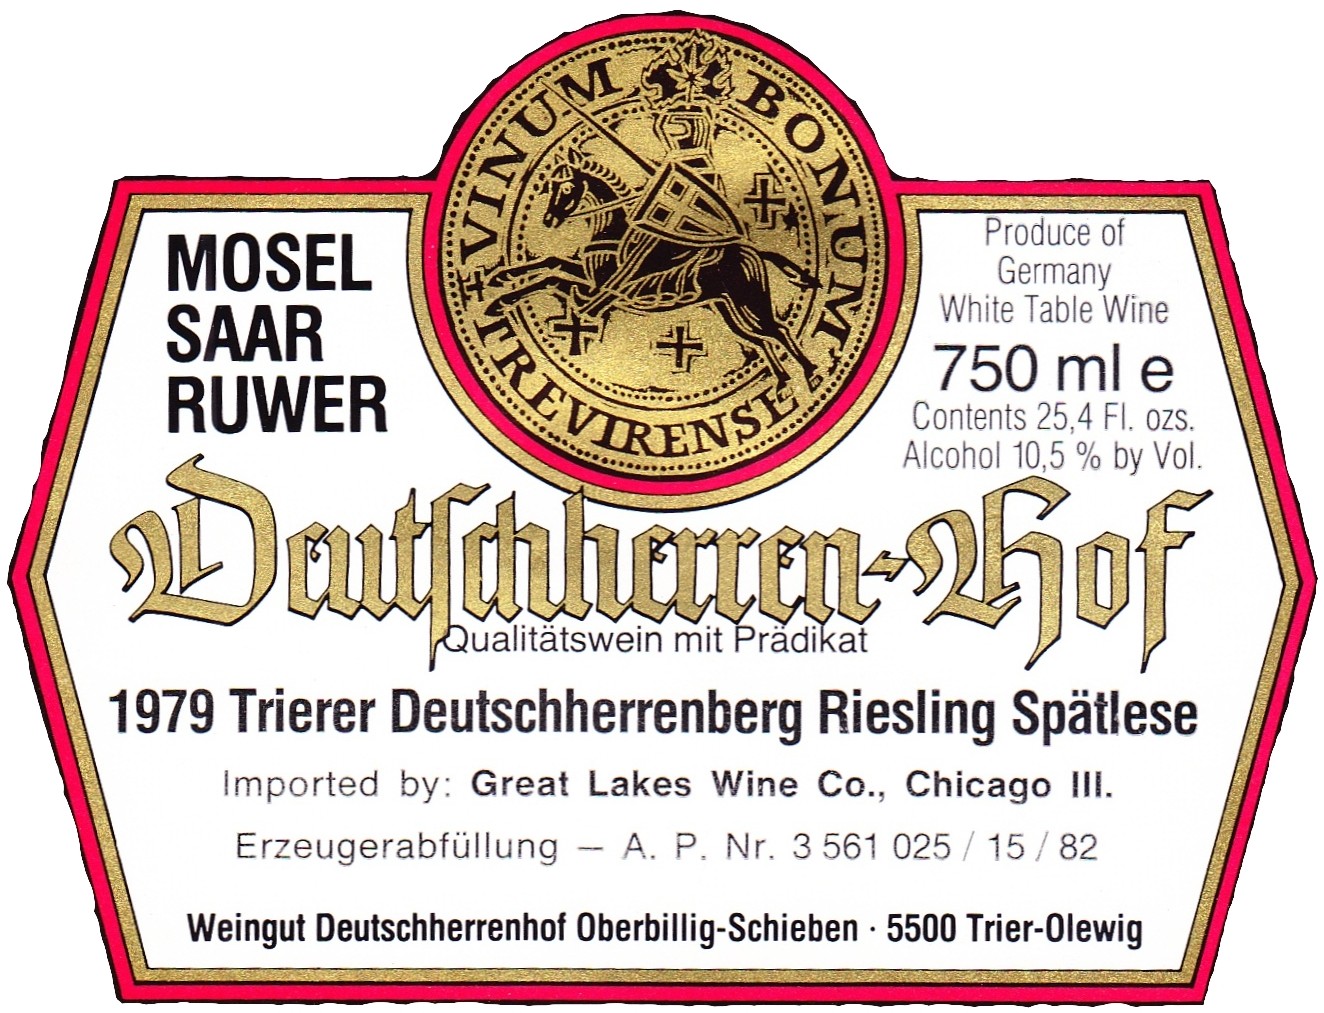 VINUM BONUM
TREVIRENSE
MOSEL
SAAR
RUWER
Produce of
Germany
White Table Wine
750 ml e
Contents 25,4 Fl. ozs.
Alcohol 10,5 % by Vol.
Deutschherren-Hof
Qualitätswein mit Prädikat
1979 Trierer Deutschherrenberg Riesling Spätlese
Imported by: Great Lakes Wine Co., Chicago Ill.
Erzeugerabfüllung — A. P. Nr. 3 561 025 / 15 / 82
Weingut Deutschherrenhof Oberbillig-Schieben · 5500 Trier-Olewig